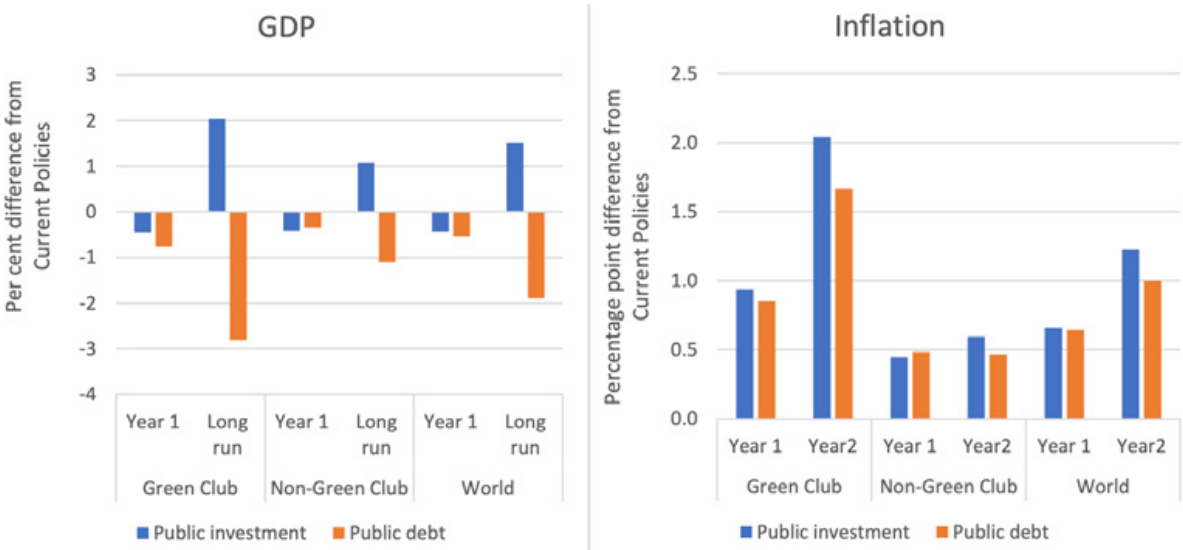 GDP
Per cent difference from
Current Policies
3
2
1
0
-1
-2
-3
-4
Year 1 Long run Year 1 Long run Year 1 Long run
Green Club Non-Green Club World
Public investment Public debt
Inflation
Percentage point difference from
Current Policies
2.5
2.0
1.5
1.0
0.5
0.0
Year 1 Year2 Year 1 Year2 Year 1 Year2
Green Club Non-Green Club World
Public investment Public debt